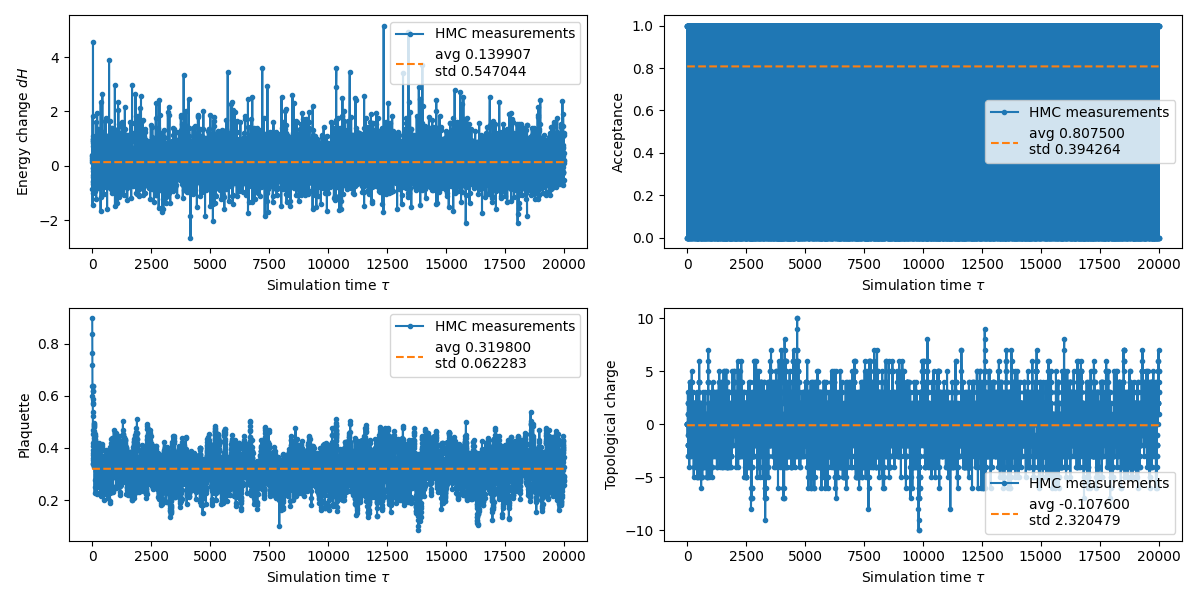 4
2
0
−2
Energy change dH
HMC measurements
avg 0.139907
std 0.547044
0 2500 5000 7500 10000 12500 15000 17500 20000
Simulation time τ
1.0
0.8
0.6
0.4
0.2
0.0
Acceptance
HMC measurements
avg 0.807500
std 0.394264
0 2500 5000 7500 10000 12500 15000 17500 20000
Simulation time τ
0.8
0.6
0.4
0.2
Plaquette
HMC measurements
avg 0.319800
std 0.062283
0 2500 5000 7500 10000 12500 15000 17500 20000
Simulation time τ
10
5
0
−5
−10
Topological charge
HMC measurements
avg -0.107600
std 2.320479
0 2500 5000 7500 10000 12500 15000 17500 20000
Simulation time τ